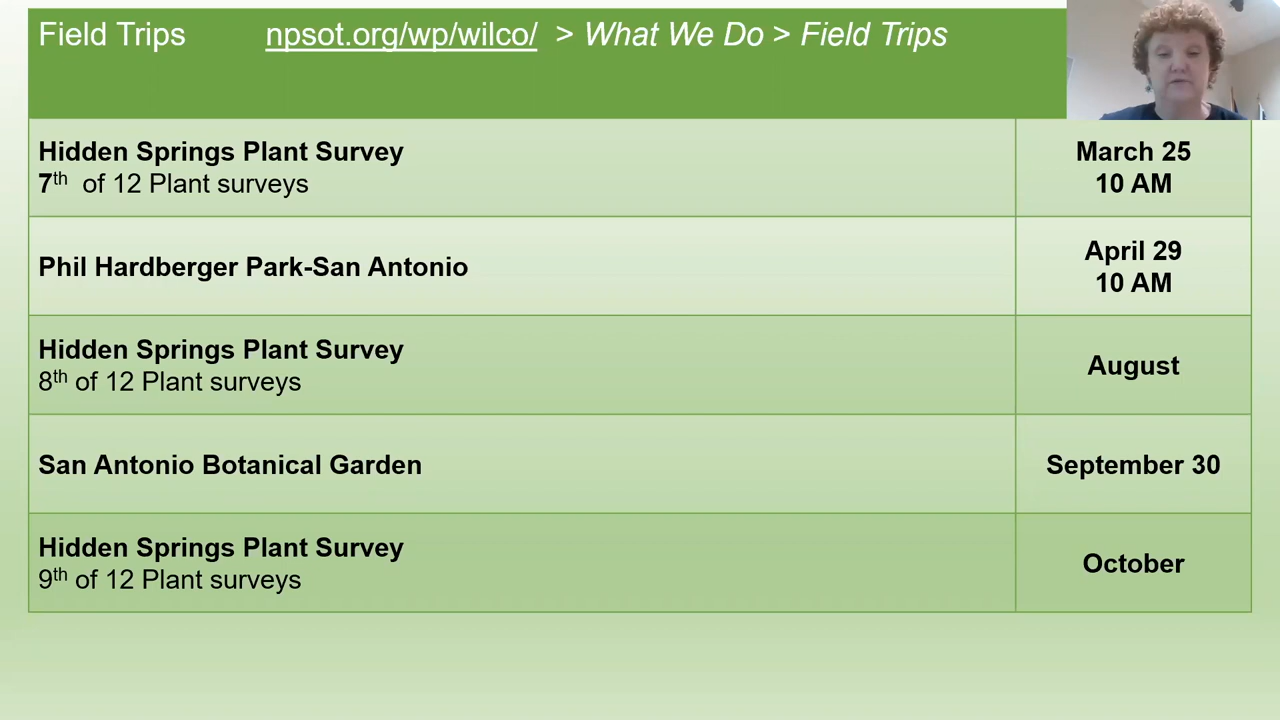 Field Trips npsot.org/wp/wilco/ > What We Do > Field Trips
Hidden Springs Plant Survey
7th of 12 Plant surveys
March 25
10 AM
Phil Hardberger Park-San Antonio
April 29
10 AM
Hidden Springs Plant Survey
8th of 12 Plant surveys
August
San Antonio Botanical Garden
September 30
Hidden Springs Plant Survey
9th of 12 Plant surveys
October